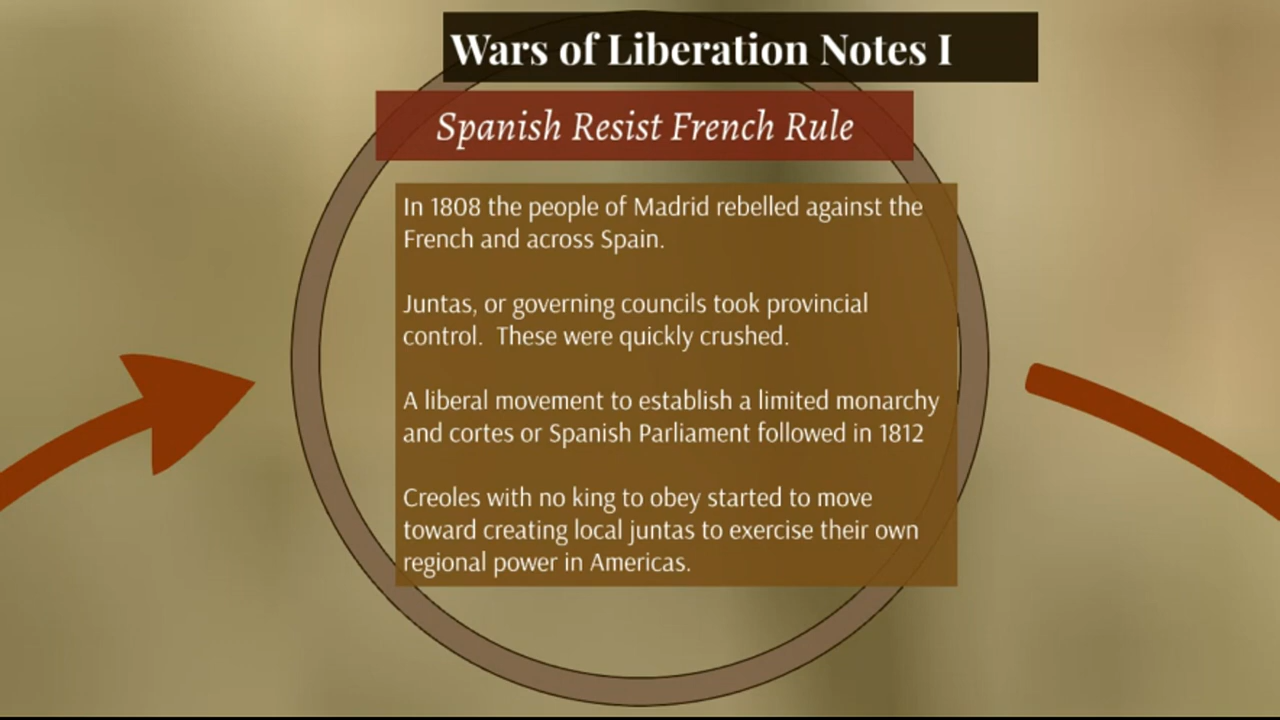 Wars of Liberation Notes I
Spanish Resist French Rule
In 1808 the people of Madrid rebelled against the
French and across Spain.
Juntas, or governing councils took provincial
control.  These were quickly crushed.
A liberal movement to establish a limited monarchy
and cortes or Spanish Parliament followed in 1812
Creoles with no king to obey started to move
toward creating local juntas to exercise their own
regional power in Americas.